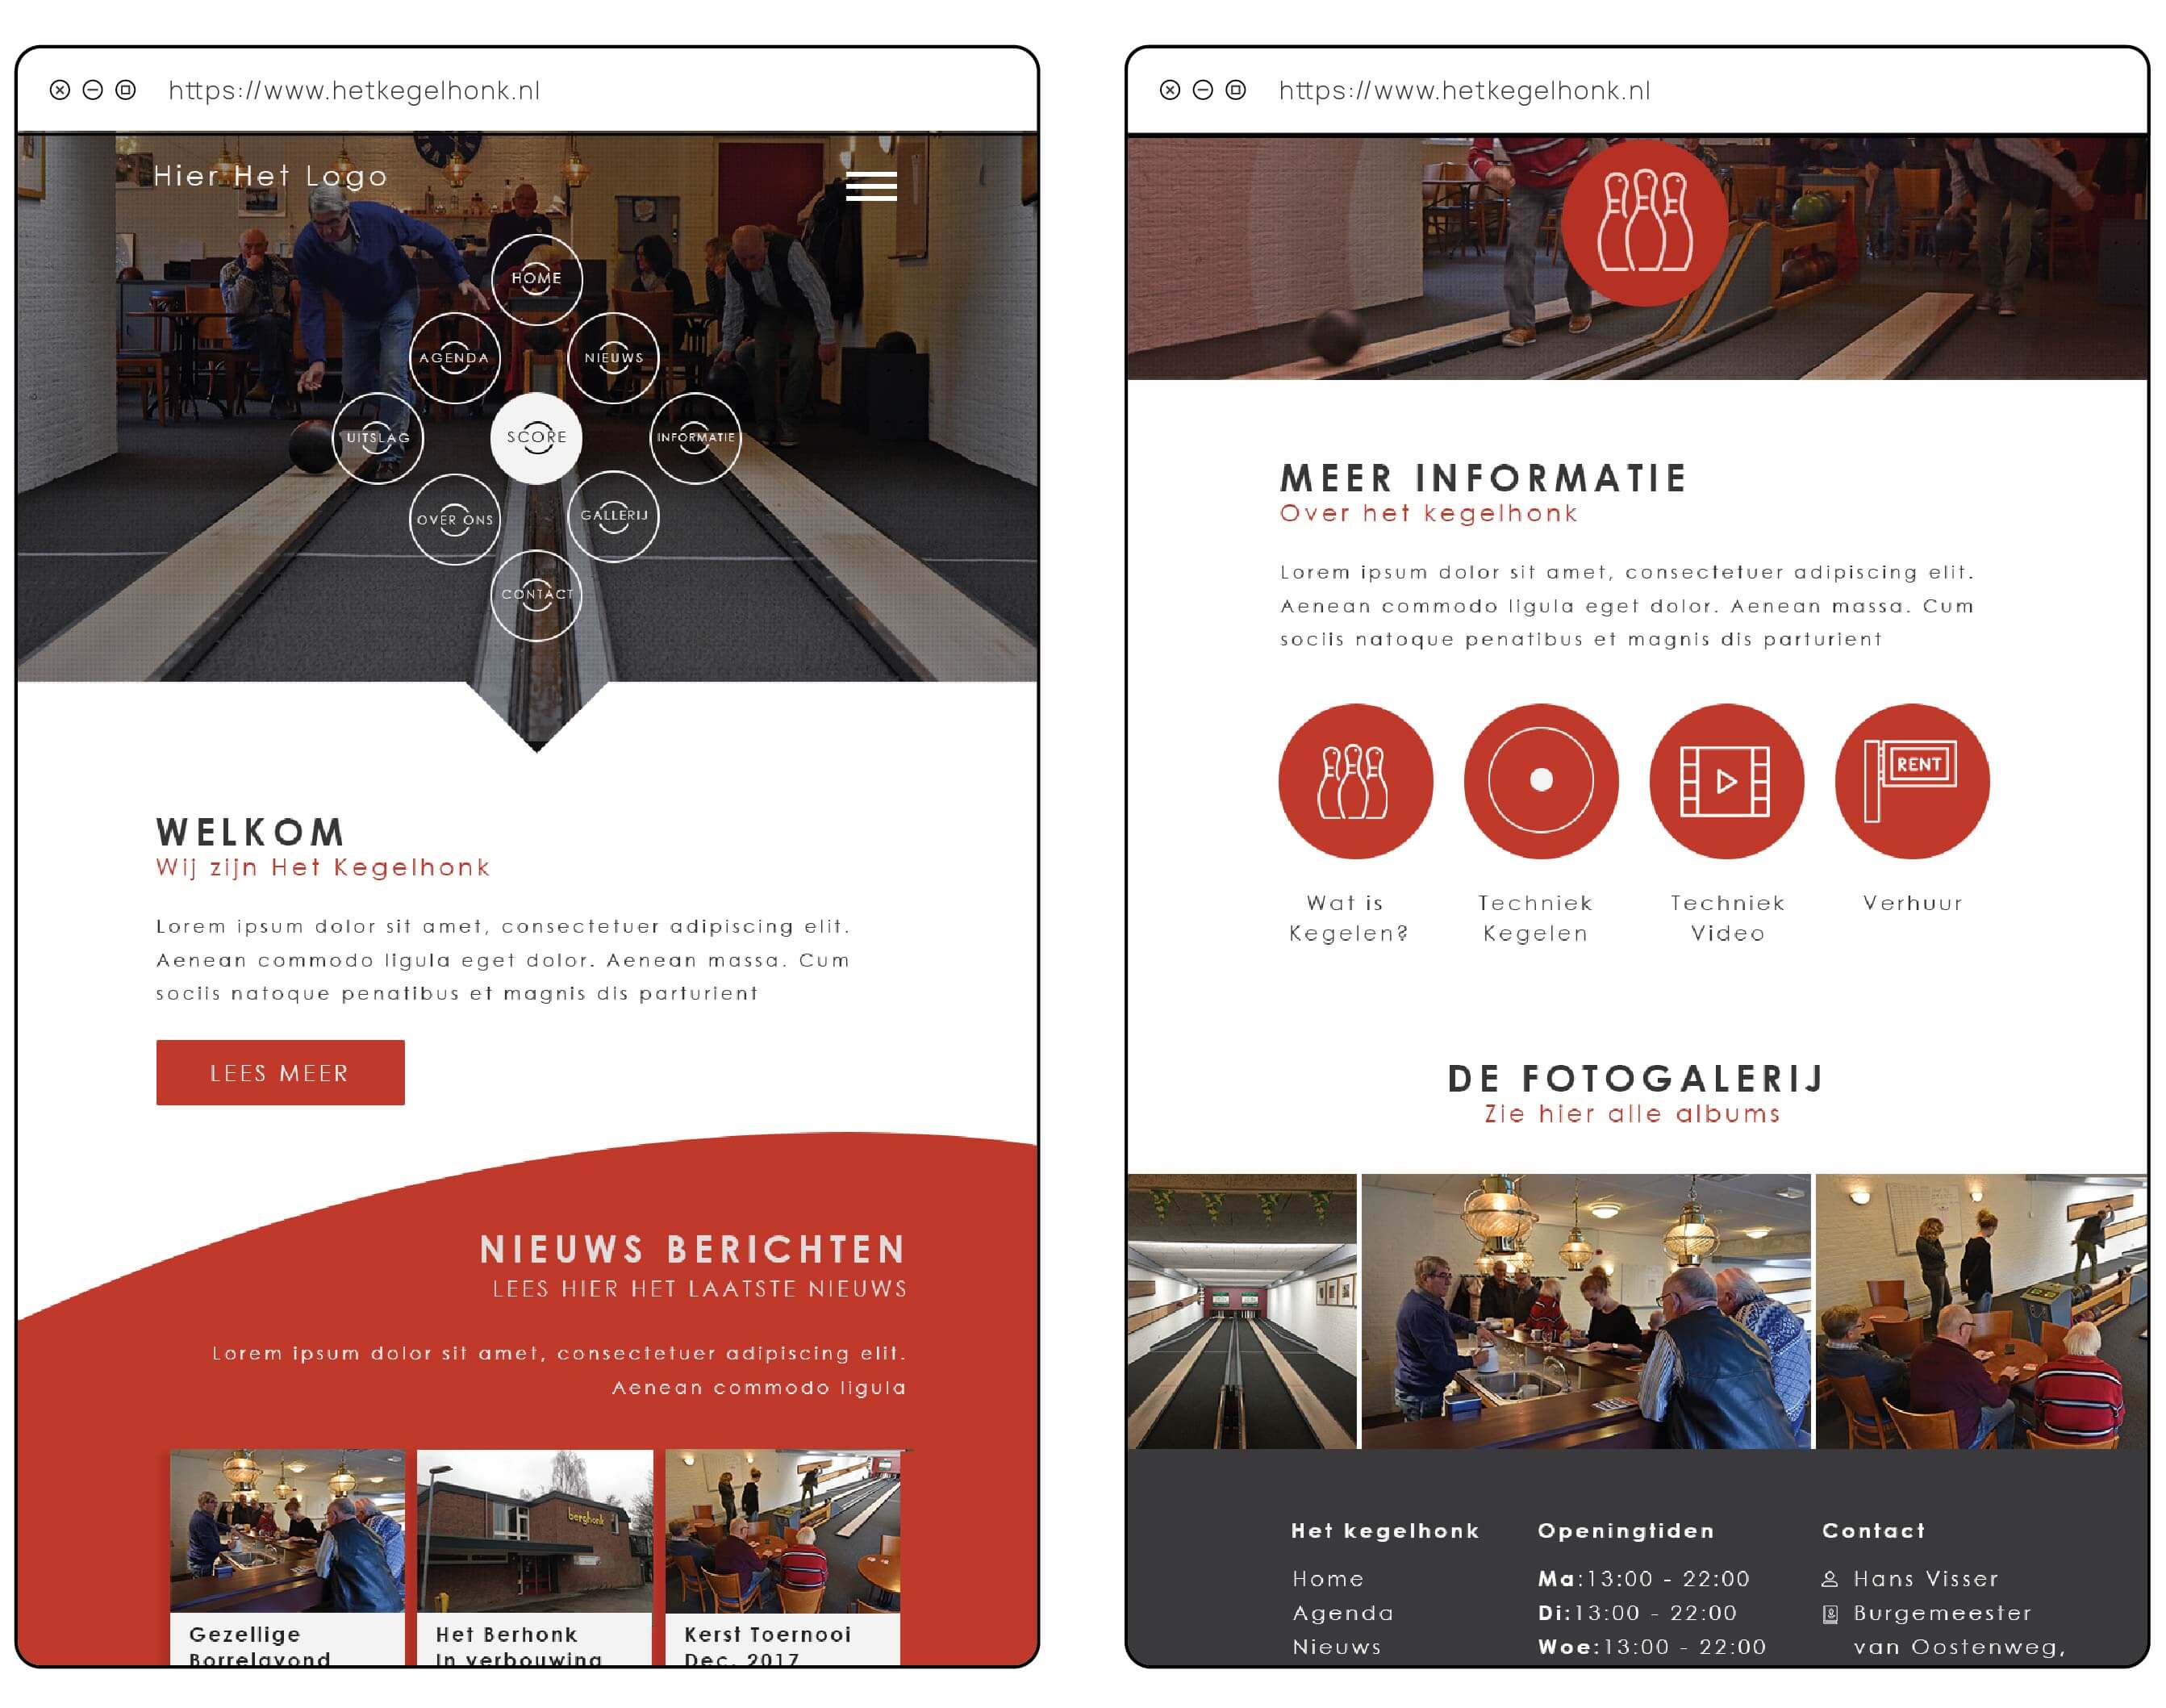 https://www.hetkegelhonk.nl
Hier Het Logo
HOME
AGENDA
NIEUWS
UITSLAG
SCORE
INFORMATIE
OVER ONS
GALLERIJ
CONTACT
WELKOM
Wij zijn Het Kegelhonk
Lorem ipsum dolor sit amet, consectetuer adipiscing elit.
Aenean commodo ligula eget dolor. Aenean massa. Cum
sociis natoque penatibus et magnis dis parturient
LEES MEER
NIEUWS BERICHTEN
LEES HIER HET LAATSTE NIEUWS
Lorem ipsum dolor sit amet, consectetuer adipiscing elit.
Aenean commodo ligula
berghonk
Gezellige
Borrelavond
Het Berhonk
In verbouwing
Kerst Toernooi
Dec. 2017
https://www.hetkegelhonk.nl
MEER INFORMATIE
Over het kegelhonk
Lorem ipsum dolor sit amet, consectetuer adipiscing elit.
Aenean commodo ligula eget dolor. Aenean massa. Cum
sociis natoque penatibus et magnis dis parturient
RENT
Wat is
Kegelen?
Techniek
Kegelen
Techniek
Video
Verhuur
DE FOTOGALERIJ
Zie hier alle albums
Het kegelhonk
Home
Agenda
Nieuws
Openingtiden
Ma:13:00 - 22:00
Di:13:00 - 22:00
Woe:13:00 - 22:00
Contact
Hans Visser
Burgemeester
van Oostenweg,